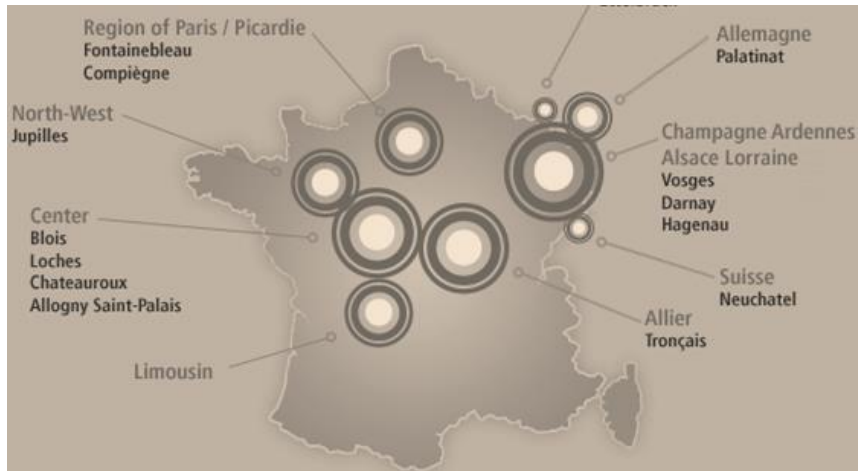 Region of Paris / Picardie
Fontainebleau
Compiègne
North-West
Jupilles
Center
Blois
Loches
Chateauroux
Allogny Saint-Palais
Limousin
Allemagne
Palatinat
Champagne Ardennes
Alsace Lorraine
Vosges
Darnay
Hagenau
Suisse
Neuchatel
Allier
Tronçais